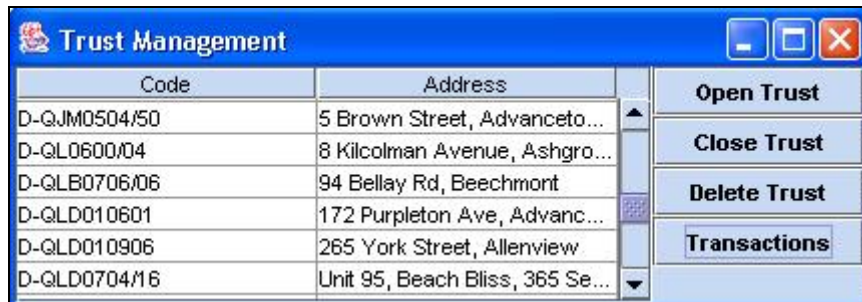 Trust Management
Code Address
D-QJM0504/50 5 Brown Street, Advanceto...
D-QL0600/04 8 Kilcolman Avenue, Ashgro...
D-QLB0706/06 94 Bellay Rd, Beechmont
D-QLD010601 172 Purpleton Ave, Advanc...
D-QLD010906 265 York Street, Allenview
D-QLD0704/16 Unit 95, Beach Bliss, 365 Se...
Open Trust
Close Trust
Delete Trust
Transactions